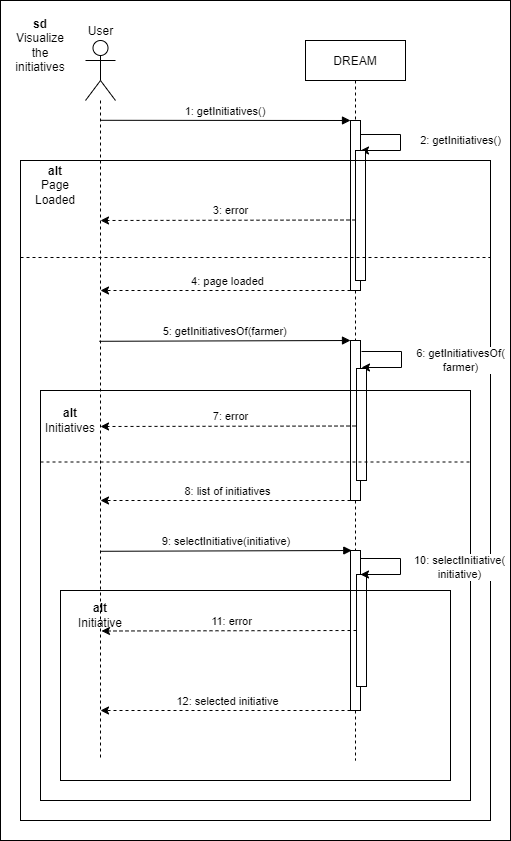 sd
Visualize
the
initiatives
User
DREAM
1: getInitiatives()
2: getInitiatives()
alt
Page
Loaded
3: error
4: page loaded
5: getInitiativesOf(farmer)
6: getInitiativesOf(
farmer)
alt
Initiatives
7: error
8: list of initiatives
9: selectInitiative(initiative)
10: selectInitiative(
initiative)
alt
Initiative
11: error
12: selected initiative